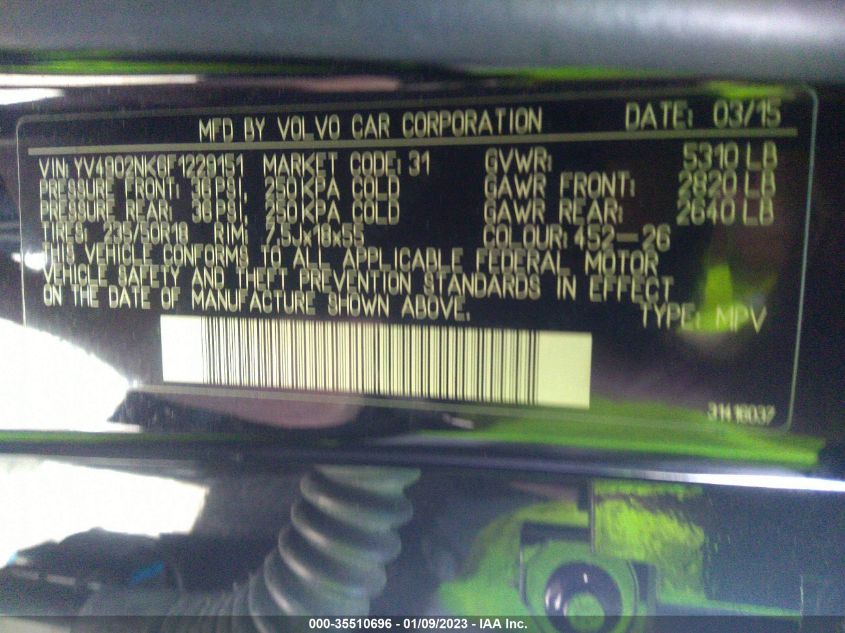 MFD BY VOLVO CAR CORPORATION DATE: 03/15
VIN: YV4902NK6F1229151 MARKET CODE: 31 GVWR: 5310 LB
PRESSURE FRONT: 36 PSI, 250 KPA COLD GAWR FRONT: 2820 LB
PRESSURE REAR: 36 PSI, 250 KPA COLD GAWR REAR: 2640 LB
TIRES: 235/50R18 RIM: 7,5Jx18x55 COLOUR: 452-26
THIS VEHICLE CONFORMS TO ALL APPLICABLE FEDERAL MOTOR
VEHICLE SAFETY AND THEFT PREVENTION STANDARDS IN EFFECT
ON THE DATE OF MANUFACTURE SHOWN ABOVE.
TYPE: MPV
31416037
000-35510696 - 01/09/2023 - IAA Inc.